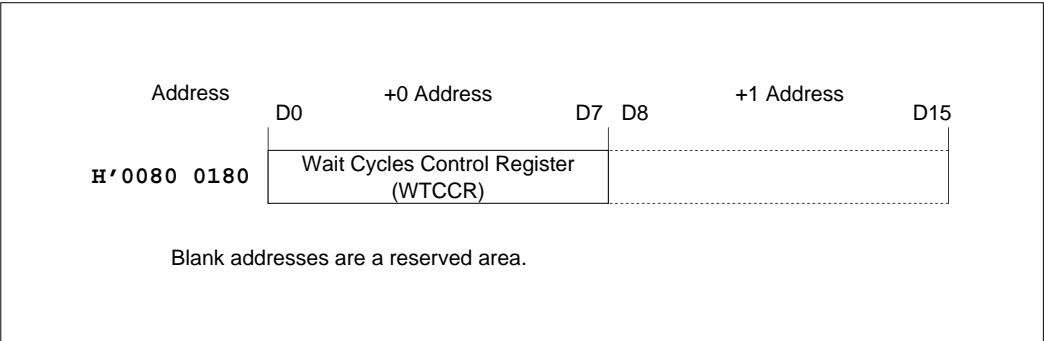 Address +0 Address +1 Address
D0 D7 D8 D15
H'0080 0180 Wait Cycles Control Register
(WTCCR)
Blank addresses are a reserved area.